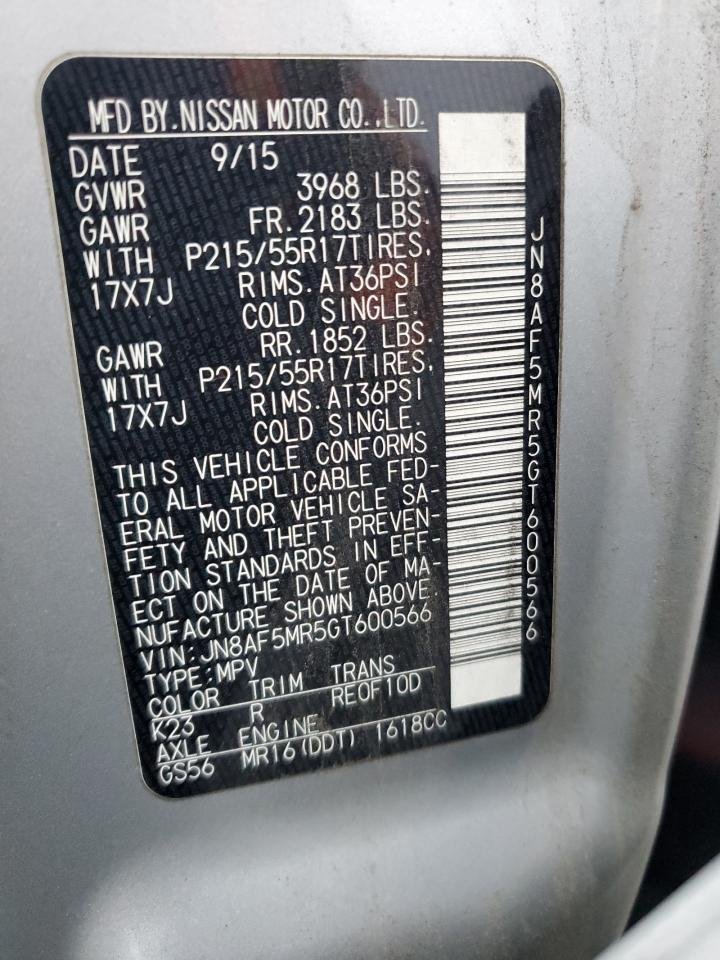 MFD BY.NISSAN MOTOR CO.,LTD.
DATE 9/15
GVWR 3968 LBS.
GAWR FR.2183 LBS.
WITH P215/55R17TIRES,
17X7J RIMS.AT36PSI
COLD SINGLE.
GAWR RR.1852 LBS.
WITH P215/55R17TIRES,
17X7J RIMS.AT36PSI
COLD SINGLE.
THIS VEHICLE CONFORMS
TO ALL APPLICABLE FED-
ERAL MOTOR VEHICLE SA-
FETY AND THEFT PREVEN-
TION STANDARDS IN EFF-
ECT ON THE DATE OF MA-
NUFACTURE SHOWN ABOVE.
VIN:JN8AF5MR5GT600566
TYPE:MPV
COLOR TRIM TRANS
K23 R RE0F10D
AXLE ENGINE
GS56 MR16(DDT) 1618CC
JN8AF5MR5GT600566